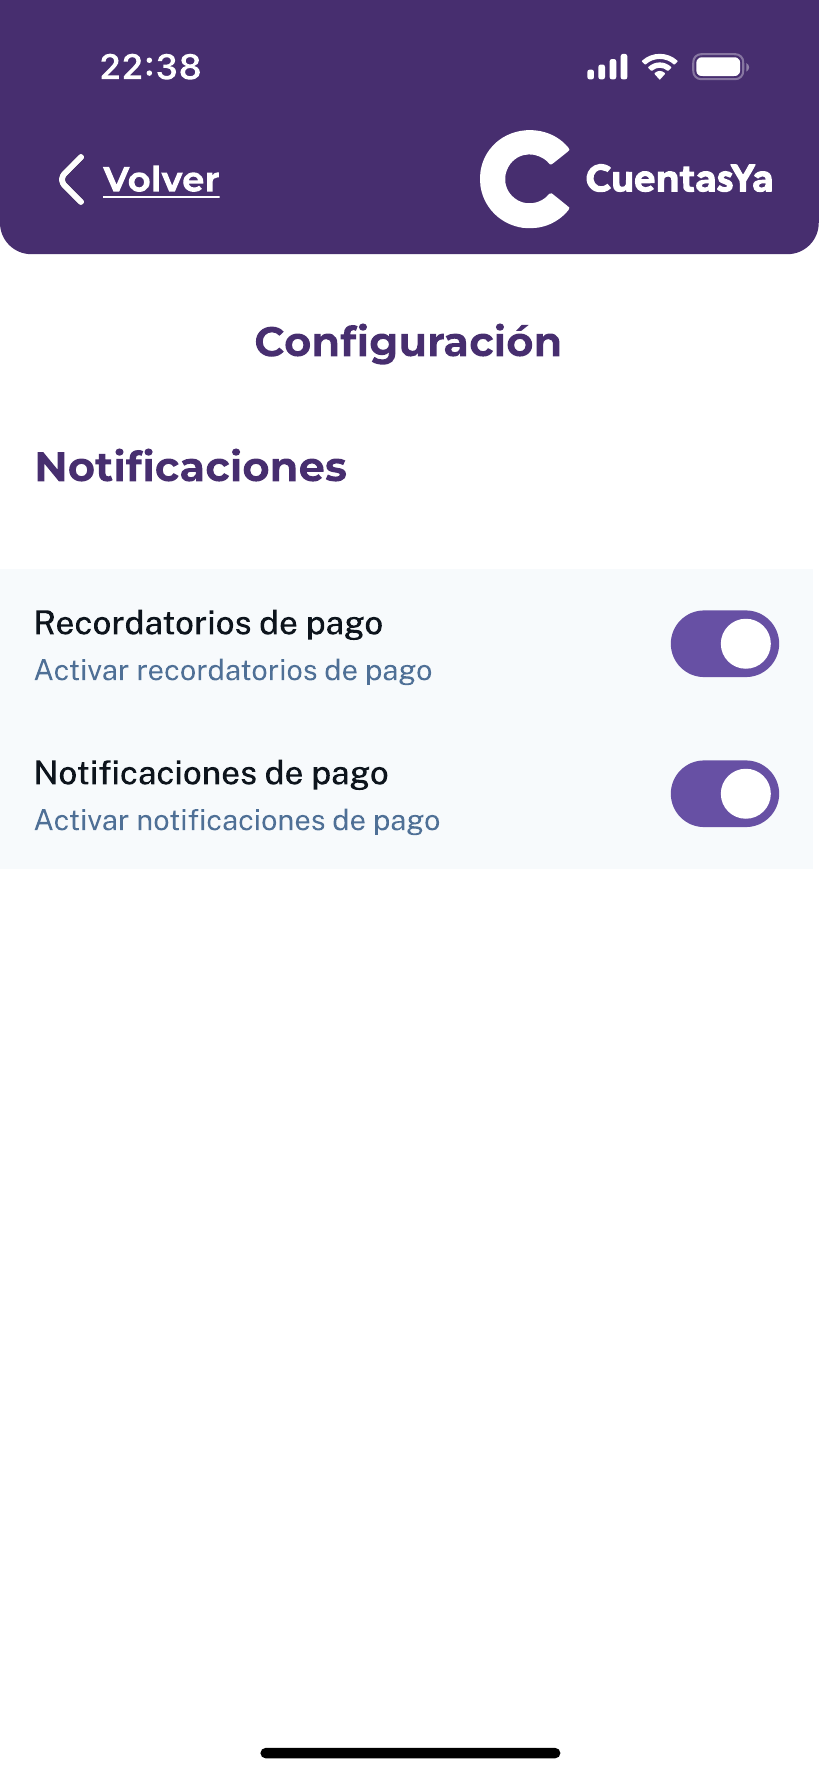 22:38
Volver
CuentasYa
Configuración
Notificaciones
Recordatorios de pago
Activar recordatorios de pago
Notificaciones de pago
Activar notificaciones de pago